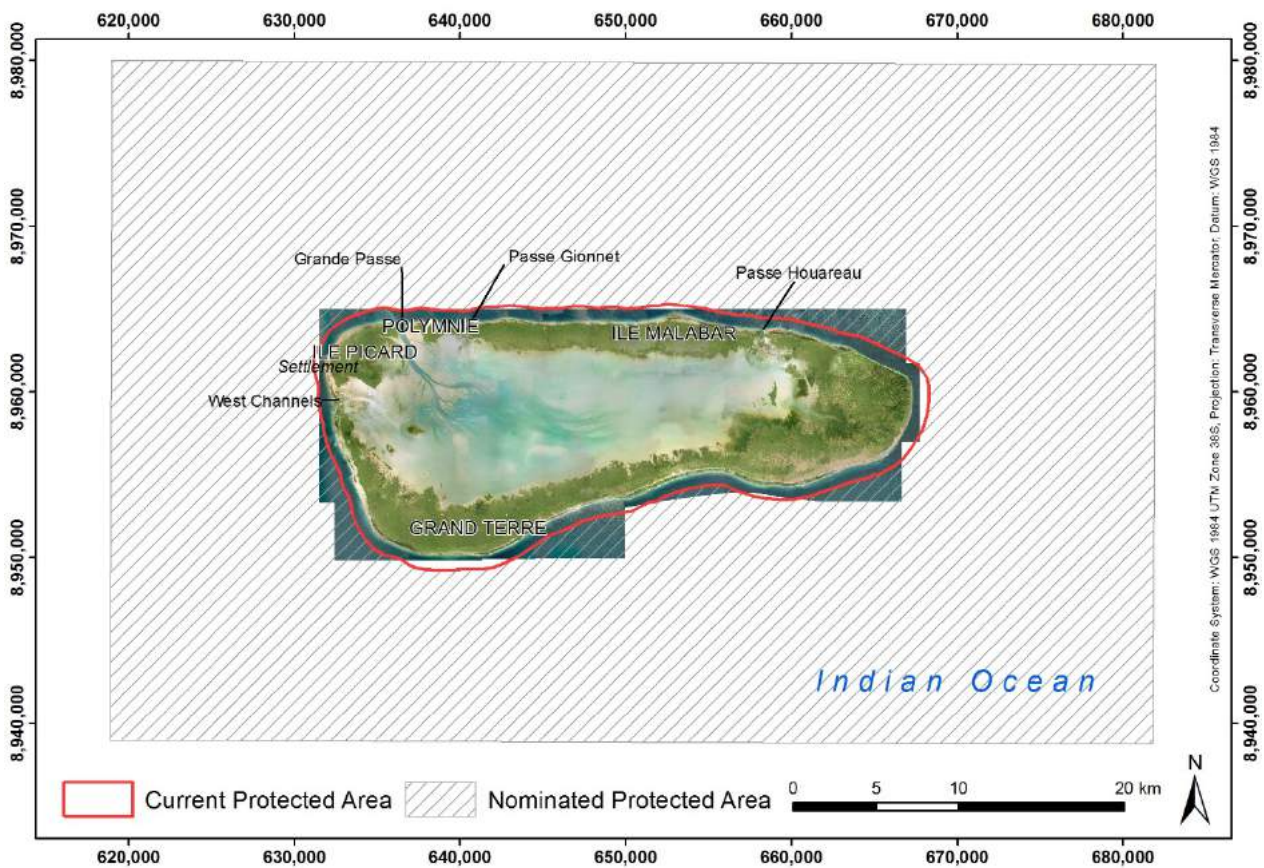 620,000 630,000 640,000 650,000 660,000 670,000 680,000
8,980,000 8,980,000
8,970,000 8,970,000
Grande Passe Passe Gionnet Passe Houareau
POLYMNIE ILE MALABAR
ILE PICARD
Settlement
8,960,000 8,960,000
West Channels
GRAND TERRE
8,950,000 8,950,000
Indian Ocean
8,940,000 8,940,000
Coordinate System: WGS 1984 UTM Zone 38S, Projection: Transverse Mercator, Datum: WGS 1984
N
Current Protected Area Nominated Protected Area
0 5 10 20 km
620,000 630,000 640,000 650,000 660,000 670,000 680,000